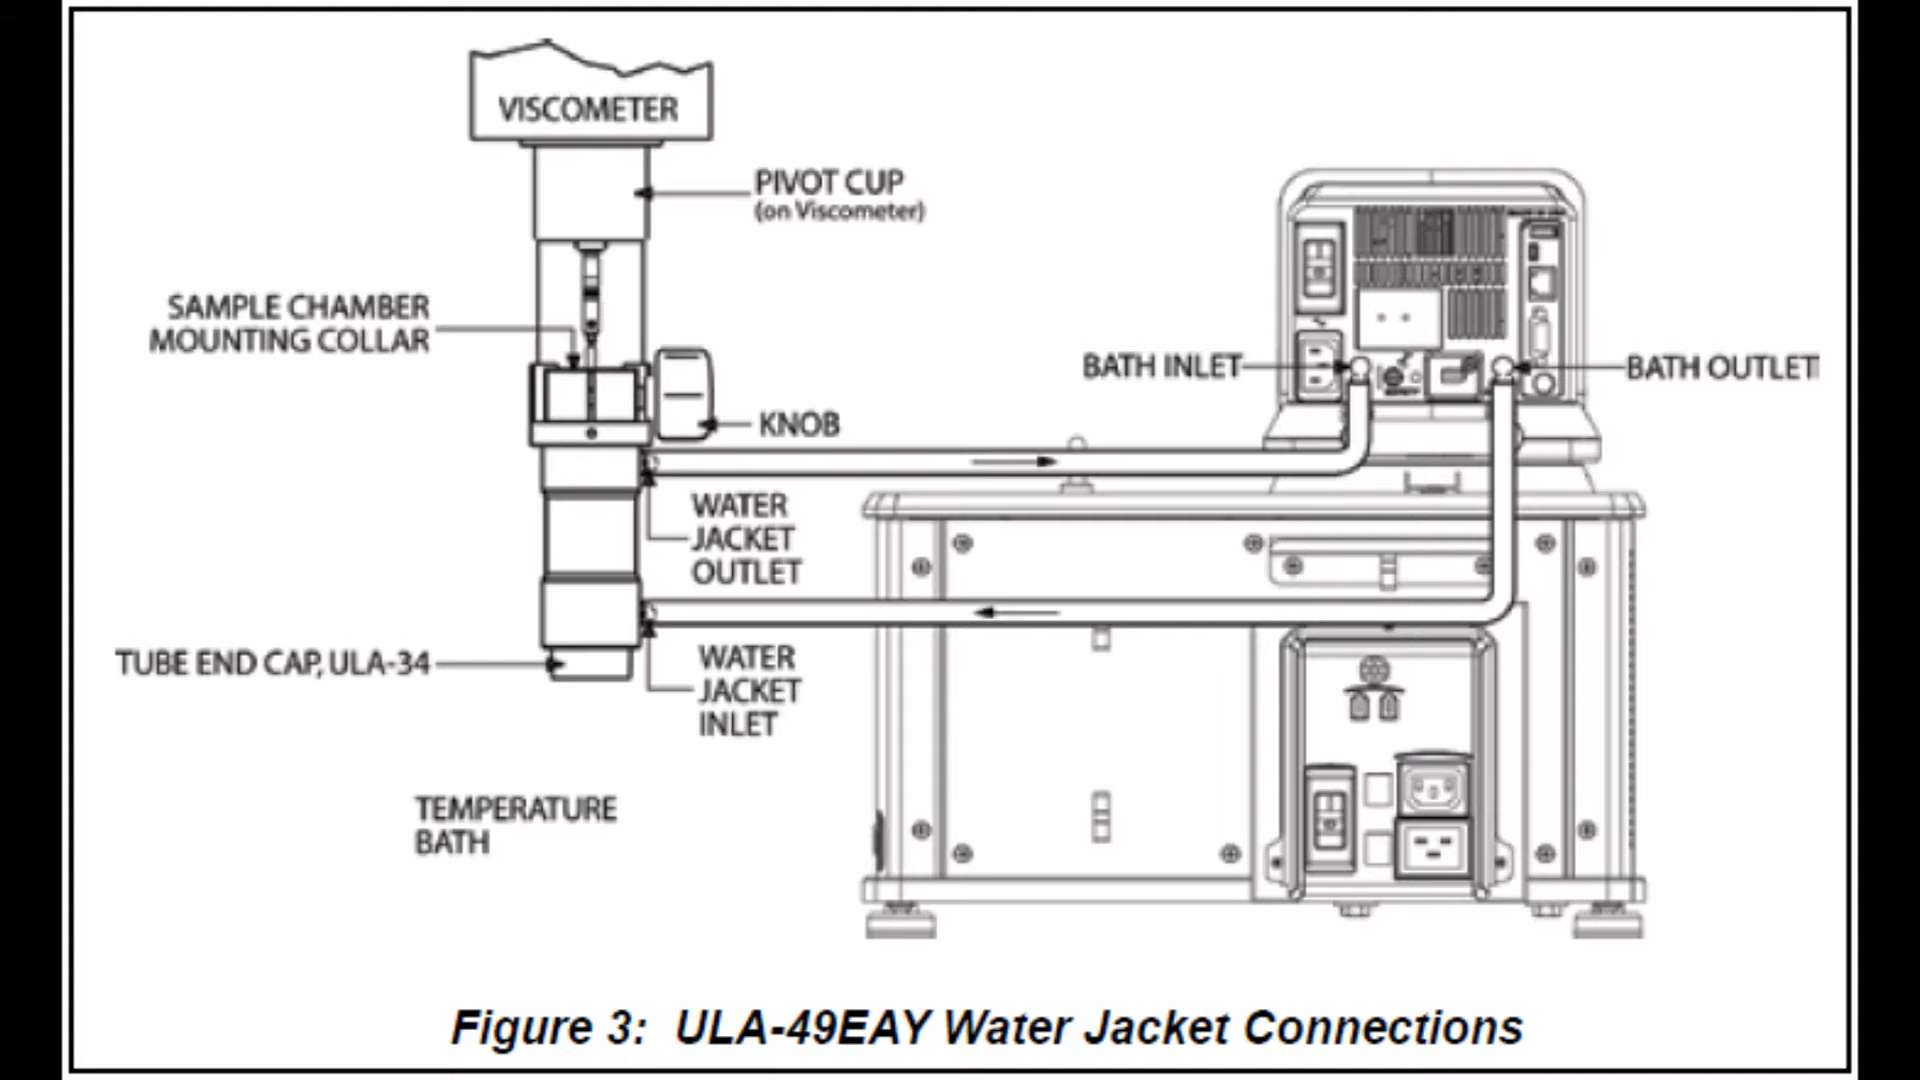 VISCOMETER
PIVOT CUP
(on Viscometer)
SAMPLE CHAMBER
MOUNTING COLLAR
BATH INLET
BATH OUTLET
KNOB
WATER
JACKET
OUTLET
TUBE END CAP, ULA-34
WATER
JACKET
INLET
TEMPERATURE
BATH
Figure 3: ULA-49EAY Water Jacket Connections